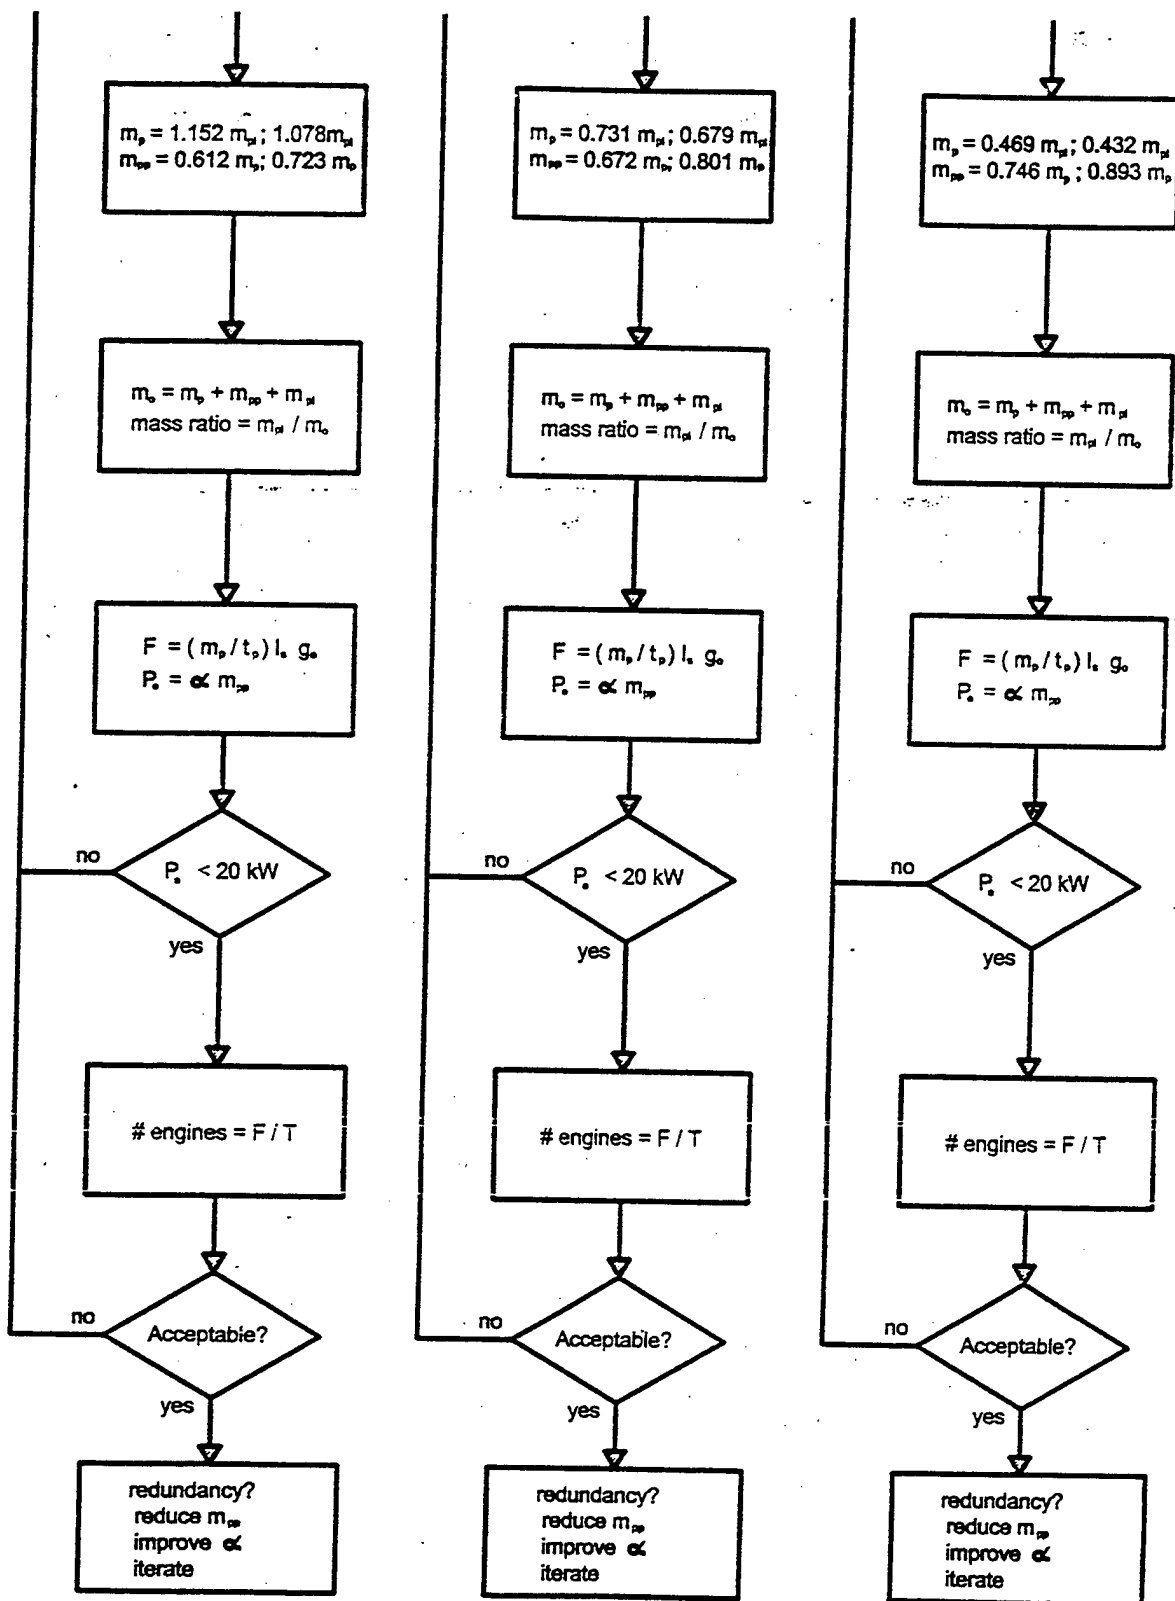 m_p = 1.152 m_pl ; 1.078m_pl
m_pp = 0.612 m_p ; 0.723 m_p
m_o = m_p + m_pp + m_pl
mass ratio = m_pl / m_o
F = ( m_p / t_p ) I_s g_o
P_e = α m_pp
P_e < 20 kW
no
yes
# engines = F / T
Acceptable?
no
yes
redundancy?
reduce m_pp
improve α
iterate
m_p = 0.731 m_pl ; 0.679 m_pl
m_pp = 0.672 m_p ; 0.801 m_p
m_o = m_p + m_pp + m_pl
mass ratio = m_pl / m_o
F = ( m_p / t_p ) I_s g_o
P_e = α m_pp
P_e < 20 kW
no
yes
# engines = F / T
Acceptable?
no
yes
redundancy?
reduce m_pp
improve α
iterate
m_p = 0.469 m_pl ; 0.432 m_pl
m_pp = 0.746 m_p ; 0.893 m_p
m_o = m_p + m_pp + m_pl
mass ratio = m_pl / m_o
F = ( m_p / t_p ) I_s g_o
P_e = α m_pp
P_e < 20 kW
no
yes
# engines = F / T
Acceptable?
no
yes
redundancy?
reduce m_pp
improve α
iterate